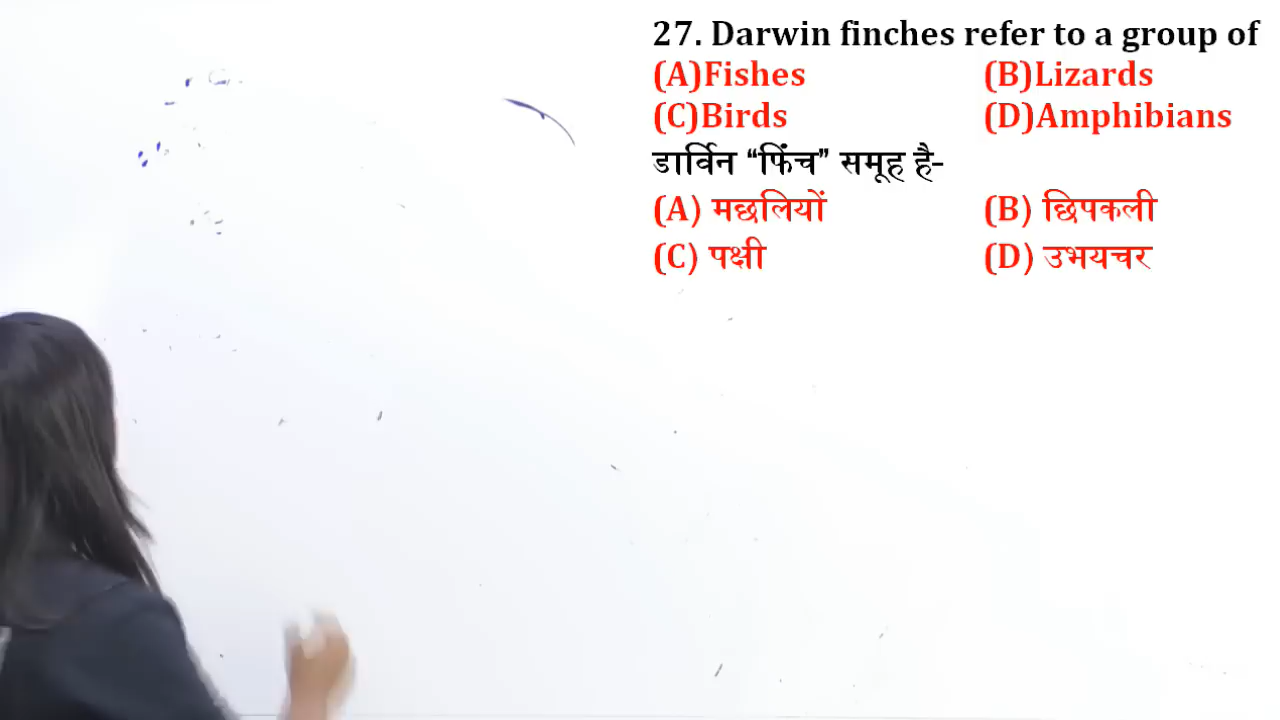 27. Darwin finches refer to a group of
(A)Fishes (B)Lizards
(C)Birds (D)Amphibians
डार्विन “फिंच” समूह है-
(A) मछलियों (B) छिपकली
(C) पक्षी (D) उभयचर